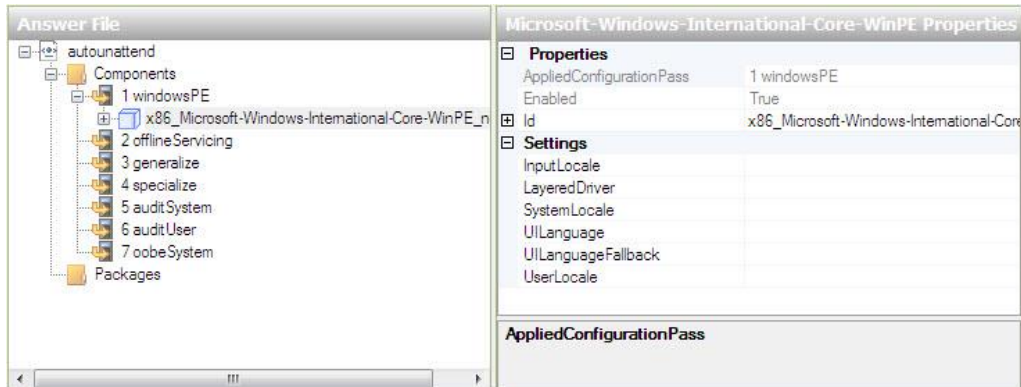 Answer File
autounattend
Components
1 windowsPE
x86_Microsoft-Windows-International-Core-WinPE_n
2 offlineServicing
3 generalize
4 specialize
5 auditSystem
6 auditUser
7 oobeSystem
Packages
Microsoft-Windows-International-Core-WinPE Properties
Properties
AppliedConfigurationPass 1 windowsPE
Enabled True
Id x86_Microsoft-Windows-International-Core
Settings
InputLocale
LayeredDriver
SystemLocale
UILanguage
UILanguageFallback
UserLocale
AppliedConfigurationPass